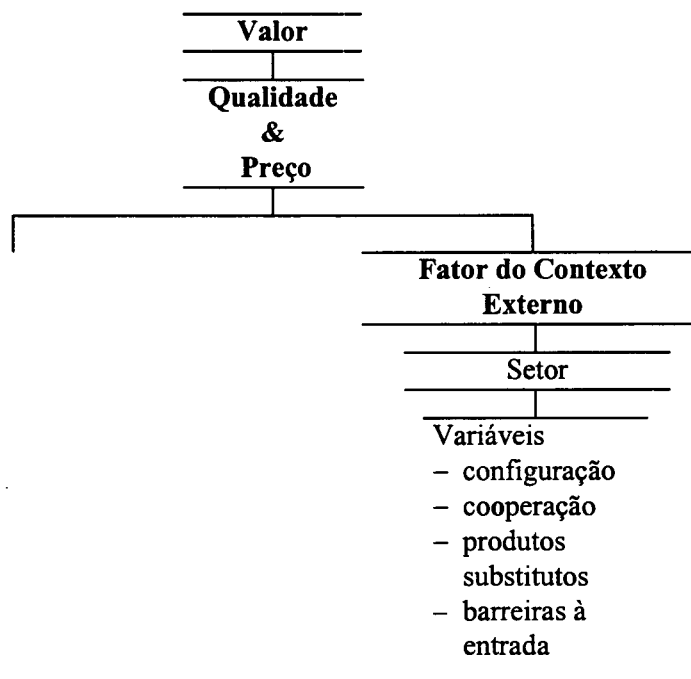 Valor
Qualidade
&
Preço
Fator do Contexto
Externo
Setor
Variáveis
– configuração
– cooperação
– produtos
substitutos
– barreiras à
entrada